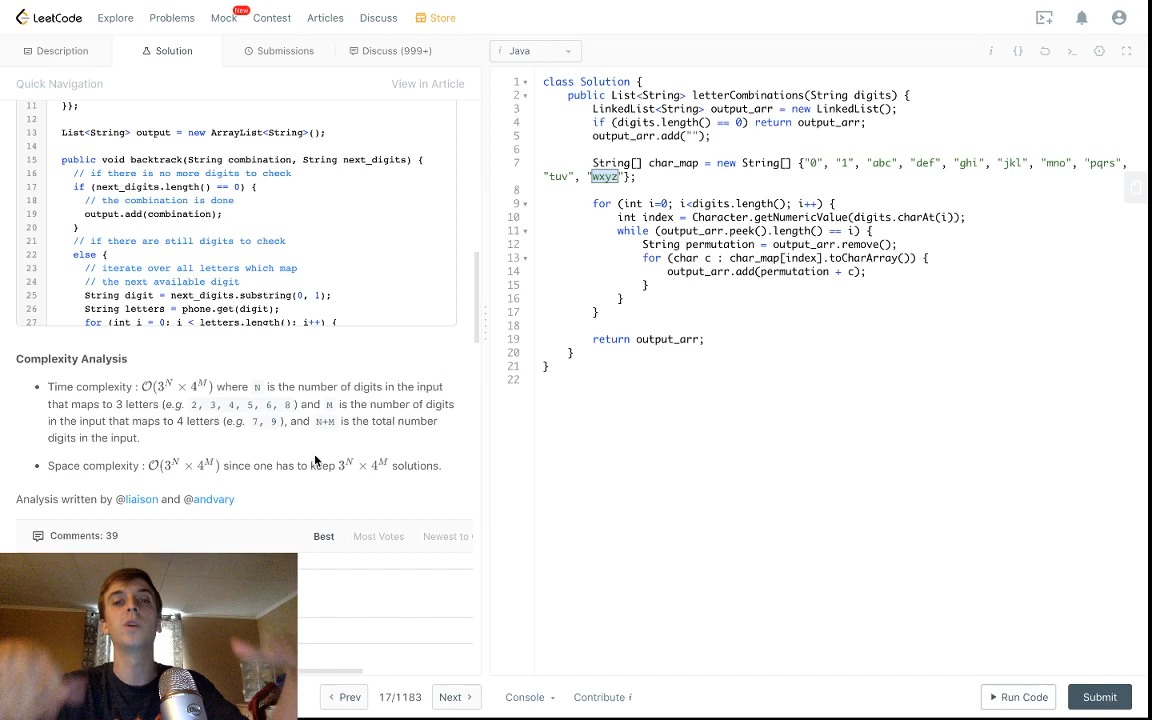 LeetCode Explore Problems Mock New Contest Articles Discuss Store
Description Solution Submissions Discuss (999+)
i Java
i {} >_
Quick Navigation View in Article
11 });
12
13 List<String> output = new ArrayList<String>();
14
15 public void backtrack(String combination, String next_digits) {
16 // if there is no more digits to check
17 if (next_digits.length() == 0) {
18 // the combination is done
19 output.add(combination);
20 }
21 // if there are still digits to check
22 else {
23 // iterate over all letters which map
24 // the next available digit
25 String digit = next_digits.substring(0, 1);
26 String letters = phone.get(digit);
27 for (int i = 0; i < letters.length(); i++) {
Complexity Analysis
• Time complexity : O(3^N × 4^M) where N is the number of digits in the input
that maps to 3 letters (e.g. 2, 3, 4, 5, 6, 8 ) and M is the number of digits
in the input that maps to 4 letters (e.g. 7, 9 ), and N+M is the total number
digits in the input.
• Space complexity : O(3^N × 4^M) since one has to keep 3^N × 4^M solutions.
Analysis written by @liaison and @andvary
Comments: 39 Best Most Votes Newest to
1 class Solution {
2 public List<String> letterCombinations(String digits) {
3 LinkedList<String> output_arr = new LinkedList();
4 if (digits.length() == 0) return output_arr;
5 output_arr.add("");
6
7 String[] char_map = new String[] {"0", "1", "abc", "def", "ghi", "jkl", "mno", "pqrs",
"tuv", "wxyz"};
8
9 for (int i=0; i<digits.length(); i++) {
10 int index = Character.getNumericValue(digits.charAt(i));
11 while (output_arr.peek().length() == i) {
12 String permutation = output_arr.remove();
13 for (char c : char_map[index].toCharArray()) {
14 output_arr.add(permutation + c);
15 }
16 }
17 }
18
19 return output_arr;
20 }
21 }
22
‹ Prev 17/1183 Next › Console Contribute i Run Code Submit